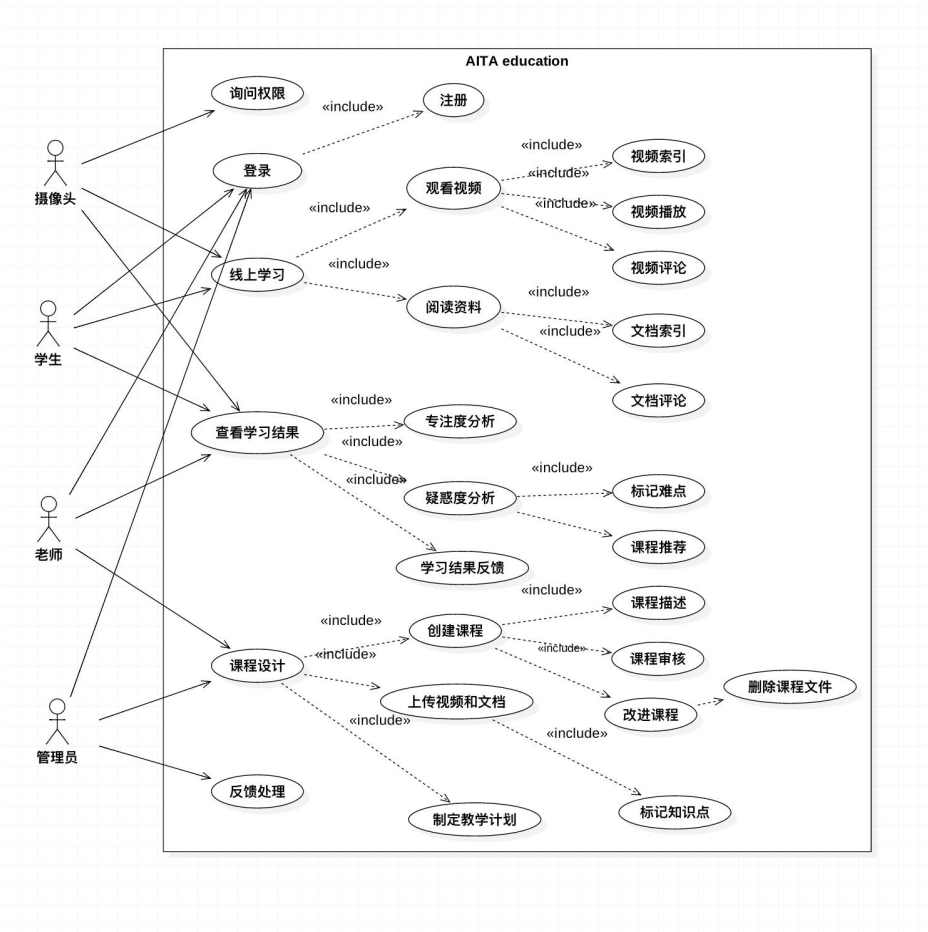 AITA education
询问权限
注册
«include»
摄像头
登录
«include»
视频索引
观看视频
«include»
«include»
视频播放
«include»
线上学习
«include»
视频评论
«include»
阅读资料
学生
文档索引
«include»
文档评论
«include»
专注度分析
查看学习结果
«include»
«include»
疑惑度分析
«include»
标记难点
老师
课程推荐
学习结果反馈
«include»
课程描述
«include»
创建课程
«include»
课程审核
课程设计
«include»
删除课程文件
上传视频和文档
改进课程
«include»
«include»
管理员
反馈处理
制定教学计划
标记知识点